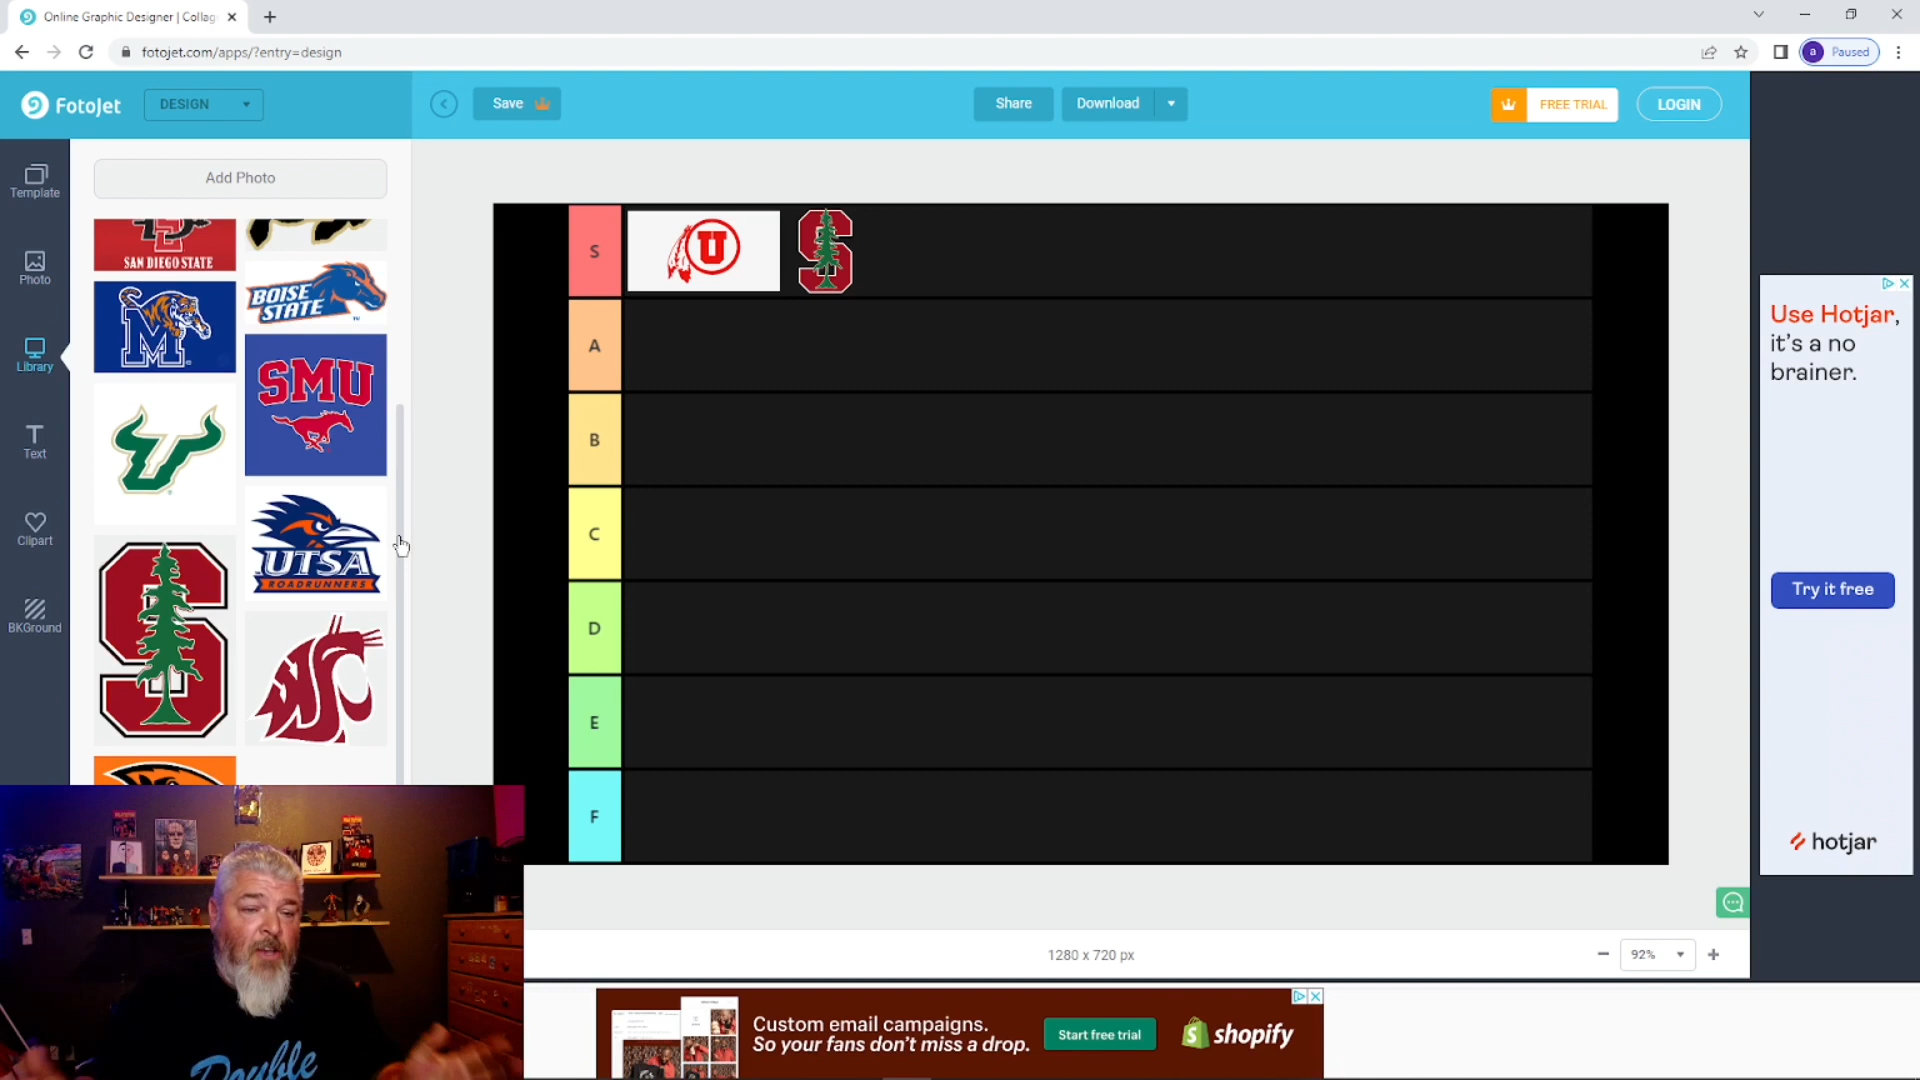 Online Graphic Designer | Collag
fotojet.com/apps/?entry=design
a Paused
FotoJet
DESIGN
Save
Share
Download
FREE TRIAL
LOGIN
Template
Photo
Library
Text
Clipart
BKGround
Add Photo
SAN DIEGO STATE
BOISE
STATE
M
SMU
U
UTSA
ROADRUNNERS
S
WSC
S
U
S
A
B
C
D
E
F
Use Hotjar,
it's a no
brainer.
Try it free
hotjar
1280 x 720 px
92%
Custom email campaigns.
So your fans don't miss a drop.
Start free trial
shopify
Double